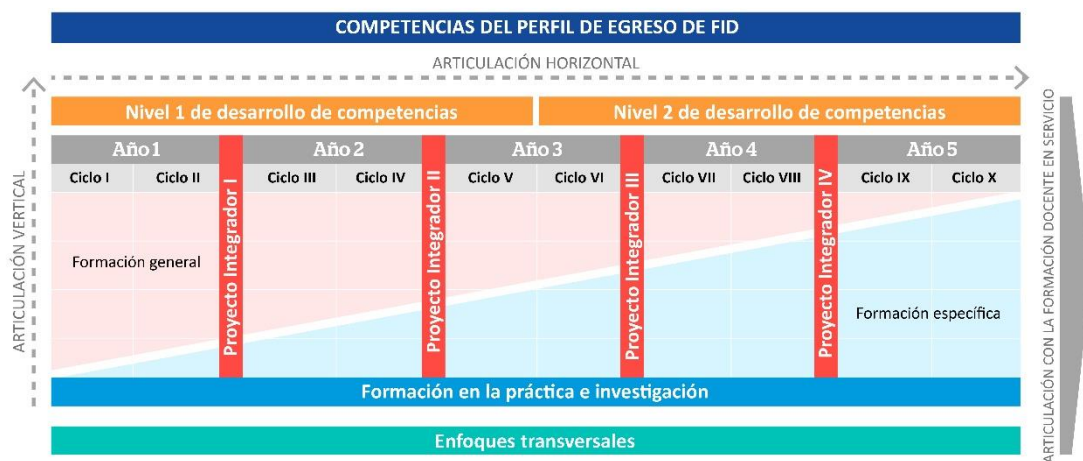 COMPETENCIAS DEL PERFIL DE EGRESO DE FID
ARTICULACIÓN HORIZONTAL
Nivel 1 de desarrollo de competencias
Nivel 2 de desarrollo de competencias
Año 1
Año 2
Año 3
Año 4
Año 5
Ciclo I
Ciclo II
Ciclo III
Ciclo IV
Ciclo V
Ciclo VI
Ciclo VII
Ciclo VIII
Ciclo IX
Ciclo X
Proyecto Integrador I
Proyecto Integrador II
Proyecto Integrador III
Proyecto Integrador IV
ARTICULACIÓN VERTICAL
Formación general
Formación específica
ARTICULACIÓN CON LA FORMACIÓN DOCENTE EN SERVICIO
Formación en la práctica e investigación
Enfoques transversales